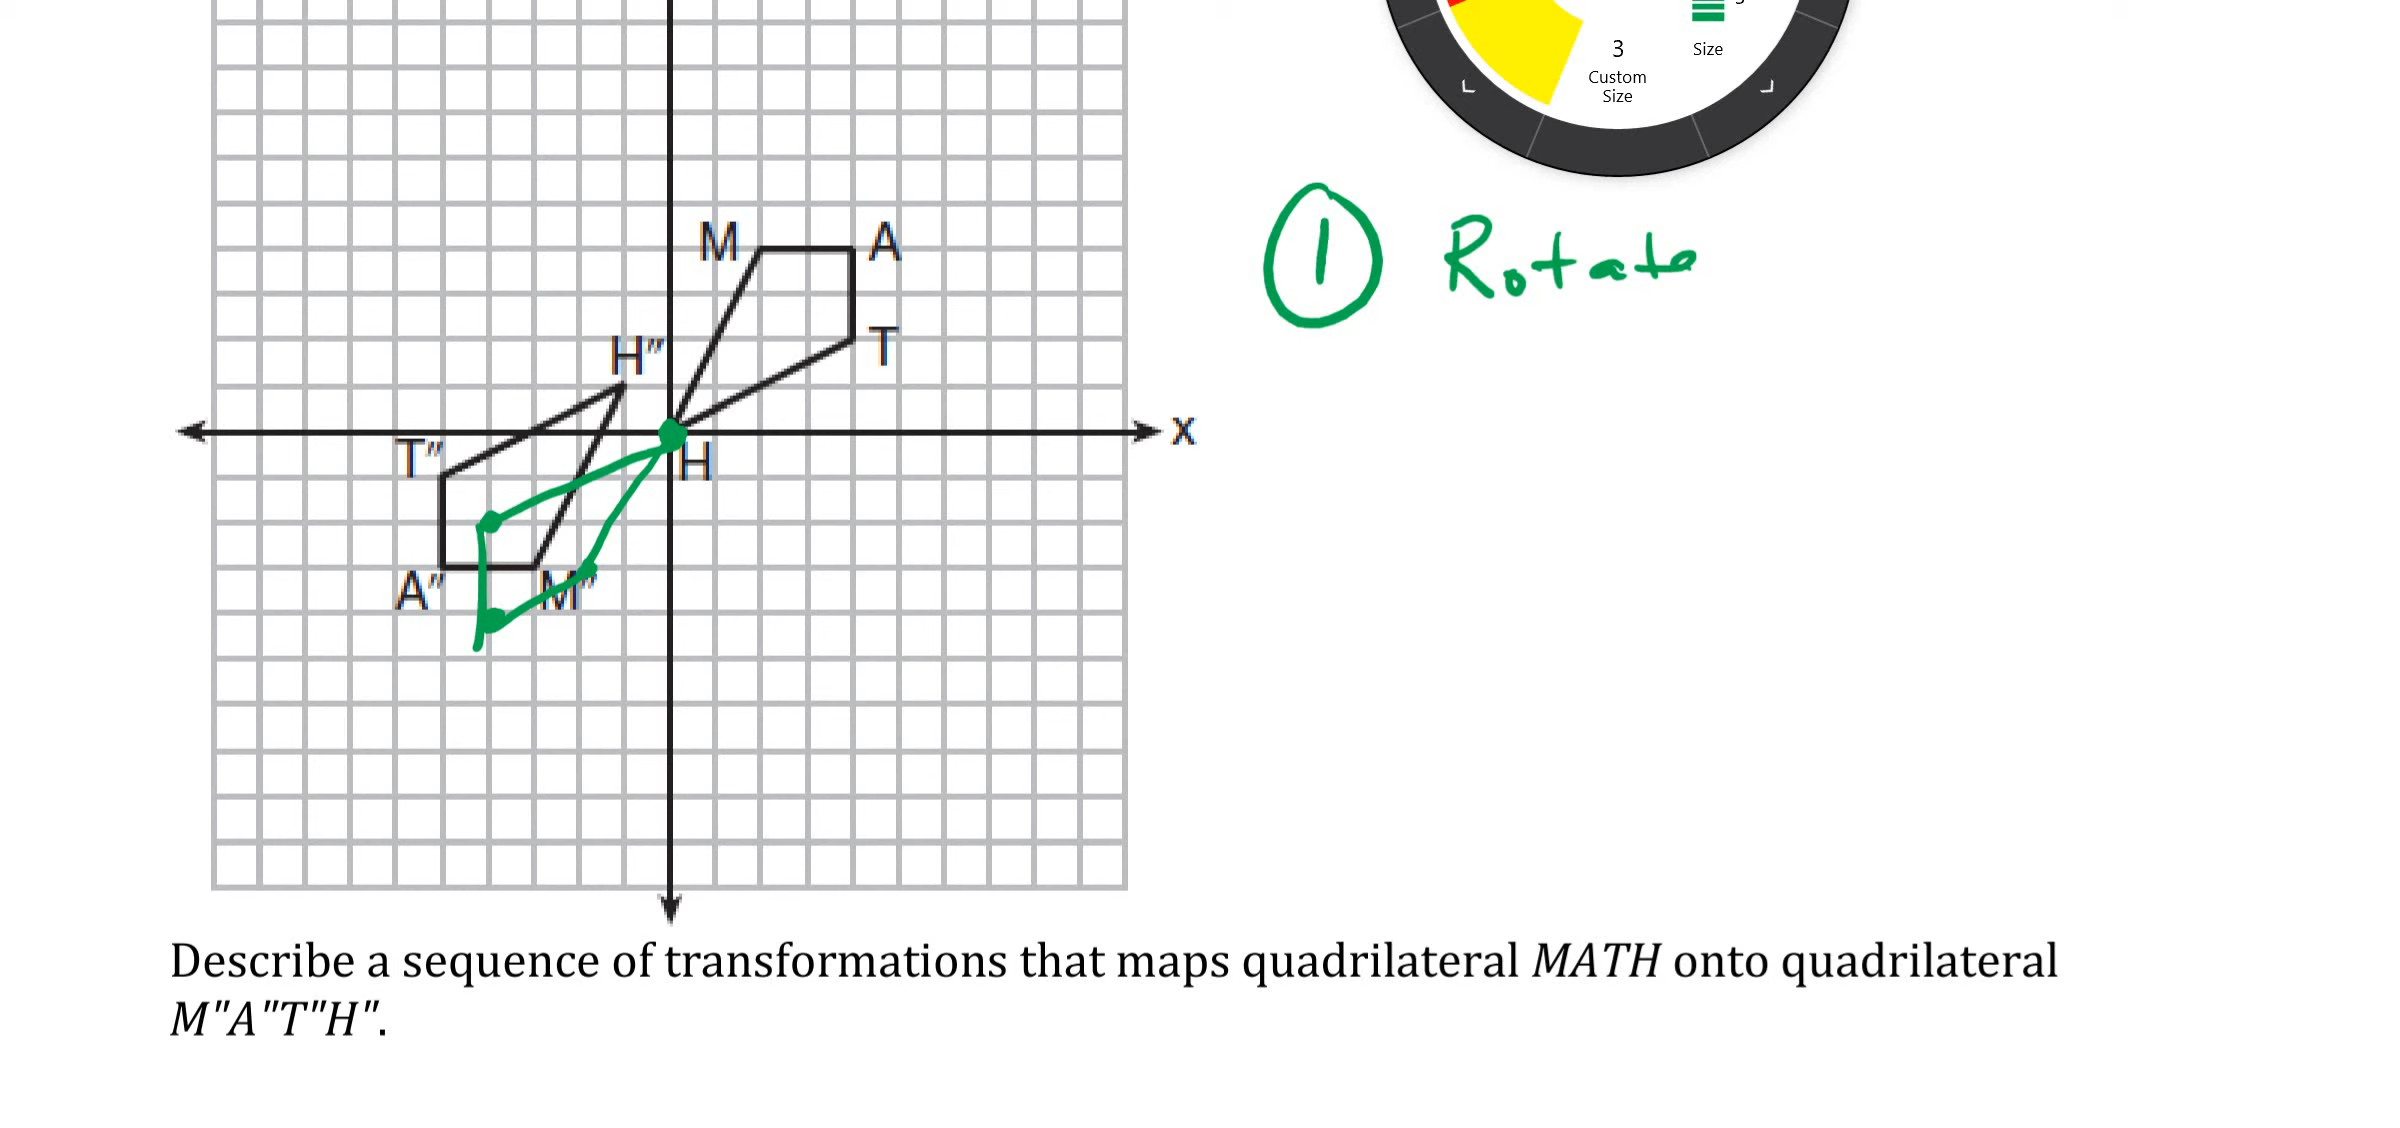 3
Size
Custom
Size
M
A
① Rotate
T
H"
x
T"
H
A"
M"
Describe a sequence of transformations that maps quadrilateral MATH onto quadrilateral
M"A"T"H".